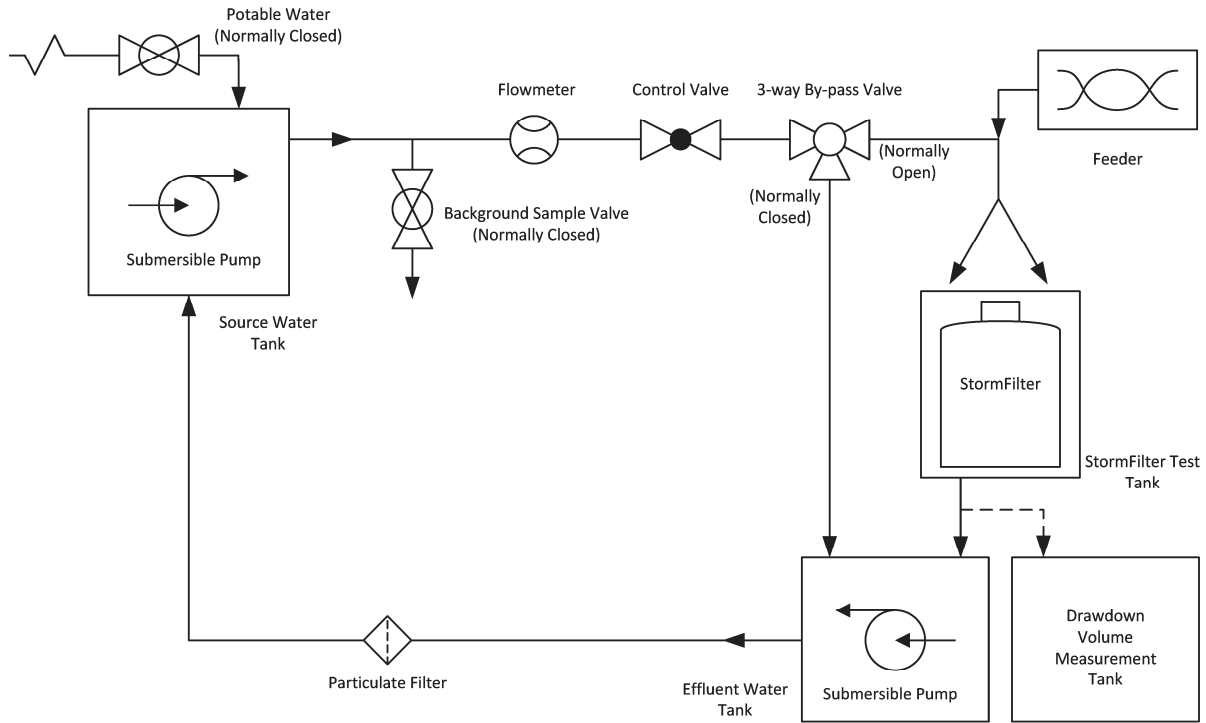 Potable Water
(Normally Closed)
Flowmeter
Control Valve
3-way By-pass Valve
(Normally
Open)
Feeder
(Normally
Closed)
Background Sample Valve
(Normally Closed)
Submersible Pump
Source Water
Tank
StormFilter
StormFilter Test
Tank
Drawdown
Volume
Measurement
Tank
Particulate Filter
Effluent Water
Tank
Submersible Pump